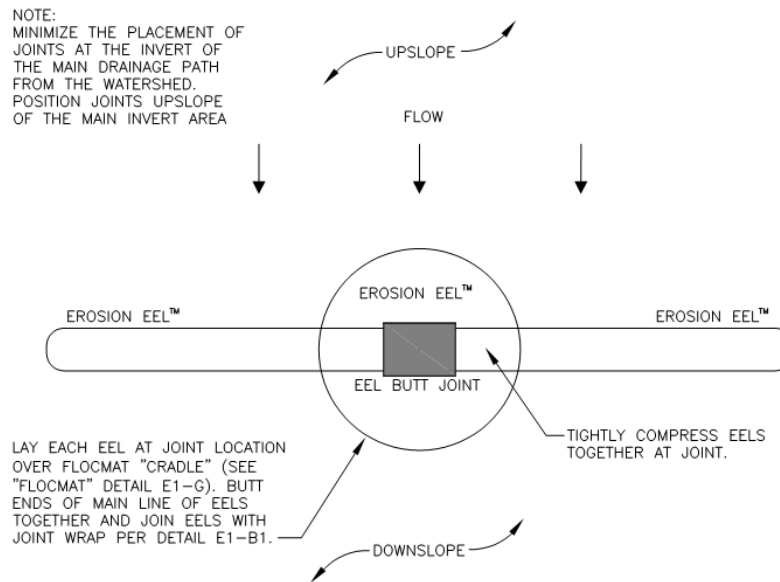 NOTE:
MINIMIZE THE PLACEMENT OF
JOINTS AT THE INVERT OF
THE MAIN DRAINAGE PATH
FROM THE WATERSHED.
POSITION JOINTS UPSLOPE
OF THE MAIN INVERT AREA
UPSLOPE
FLOW
EROSION EEL™
EROSION EEL™
EROSION EEL™
EEL BUTT JOINT
LAY EACH EEL AT JOINT LOCATION
OVER FLOCMAT "CRADLE" (SEE
"FLOCMAT" DETAIL E1-G). BUTT
ENDS OF MAIN LINE OF EELS
TOGETHER AND JOIN EELS WITH
JOINT WRAP PER DETAIL E1-B1.
TIGHTLY COMPRESS EELS
TOGETHER AT JOINT.
DOWNSLOPE